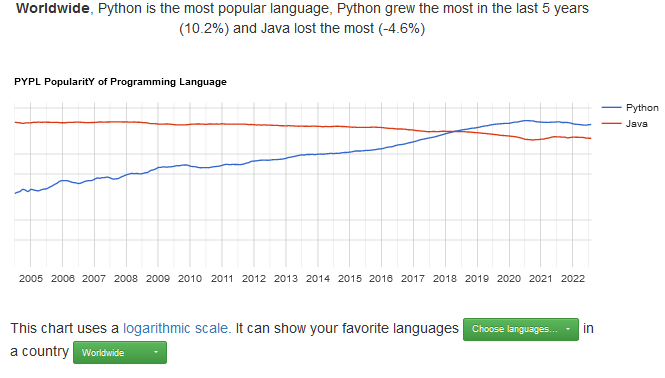 Worldwide, Python is the most popular language, Python grew the most in the last 5 years
(10.2%) and Java lost the most (-4.6%)
PYPL PopularitY of Programming Language
Python
Java
2005 2006 2007 2008 2009 2010 2011 2012 2013 2014 2015 2016 2017 2018 2019 2020 2021 2022
This chart uses a logarithmic scale. It can show your favorite languages Choose languages... in
a country Worldwide